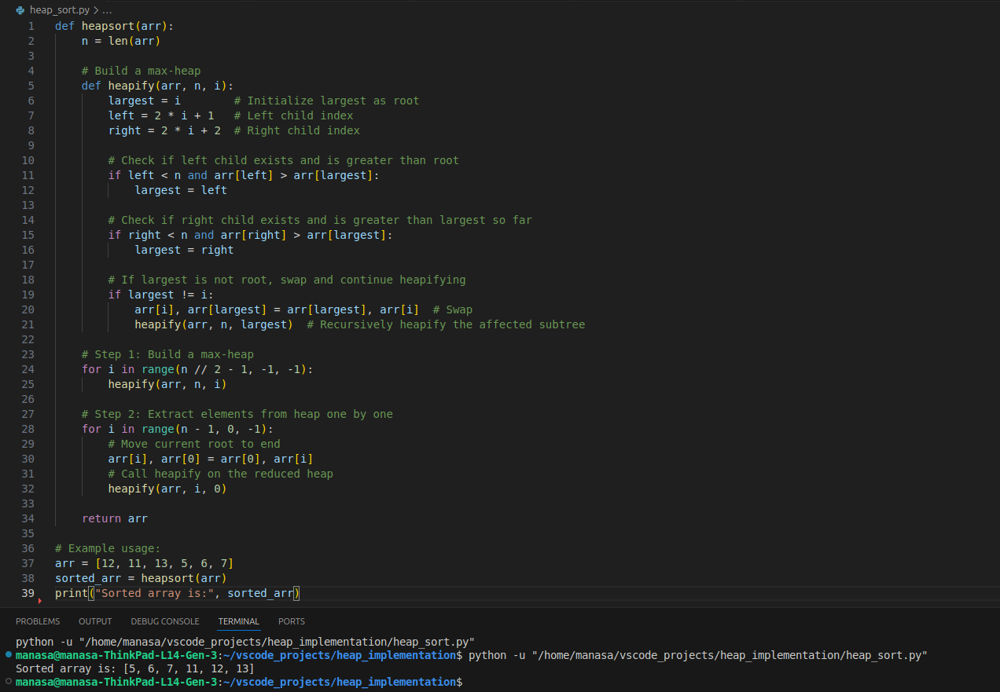 heap_sort.py > ...
1 def heapsort(arr):
2     n = len(arr)
3
4     # Build a max-heap
5     def heapify(arr, n, i):
6         largest = i        # Initialize largest as root
7         left = 2 * i + 1   # Left child index
8         right = 2 * i + 2  # Right child index
9
10         # Check if left child exists and is greater than root
11         if left < n and arr[left] > arr[largest]:
12             largest = left
13
14         # Check if right child exists and is greater than largest so far
15         if right < n and arr[right] > arr[largest]:
16             largest = right
17
18         # If largest is not root, swap and continue heapifying
19         if largest != i:
20             arr[i], arr[largest] = arr[largest], arr[i]  # Swap
21             heapify(arr, n, largest)  # Recursively heapify the affected subtree
22
23     # Step 1: Build a max-heap
24     for i in range(n // 2 - 1, -1, -1):
25         heapify(arr, n, i)
26
27     # Step 2: Extract elements from heap one by one
28     for i in range(n - 1, 0, -1):
29         # Move current root to end
30         arr[i], arr[0] = arr[0], arr[i]
31         # Call heapify on the reduced heap
32         heapify(arr, i, 0)
33
34     return arr
35
36 # Example usage:
37 arr = [12, 11, 13, 5, 6, 7]
38 sorted_arr = heapsort(arr)
39 print("Sorted array is:", sorted_arr)
PROBLEMS OUTPUT DEBUG CONSOLE TERMINAL PORTS
python -u "/home/manasa/vscode_projects/heap_implementation/heap_sort.py"
manasa@manasa-ThinkPad-L14-Gen-3:~/vscode_projects/heap_implementation$ python -u "/home/manasa/vscode_projects/heap_implementation/heap_sort.py"
Sorted array is: [5, 6, 7, 11, 12, 13]
manasa@manasa-ThinkPad-L14-Gen-3:~/vscode_projects/heap_implementation$